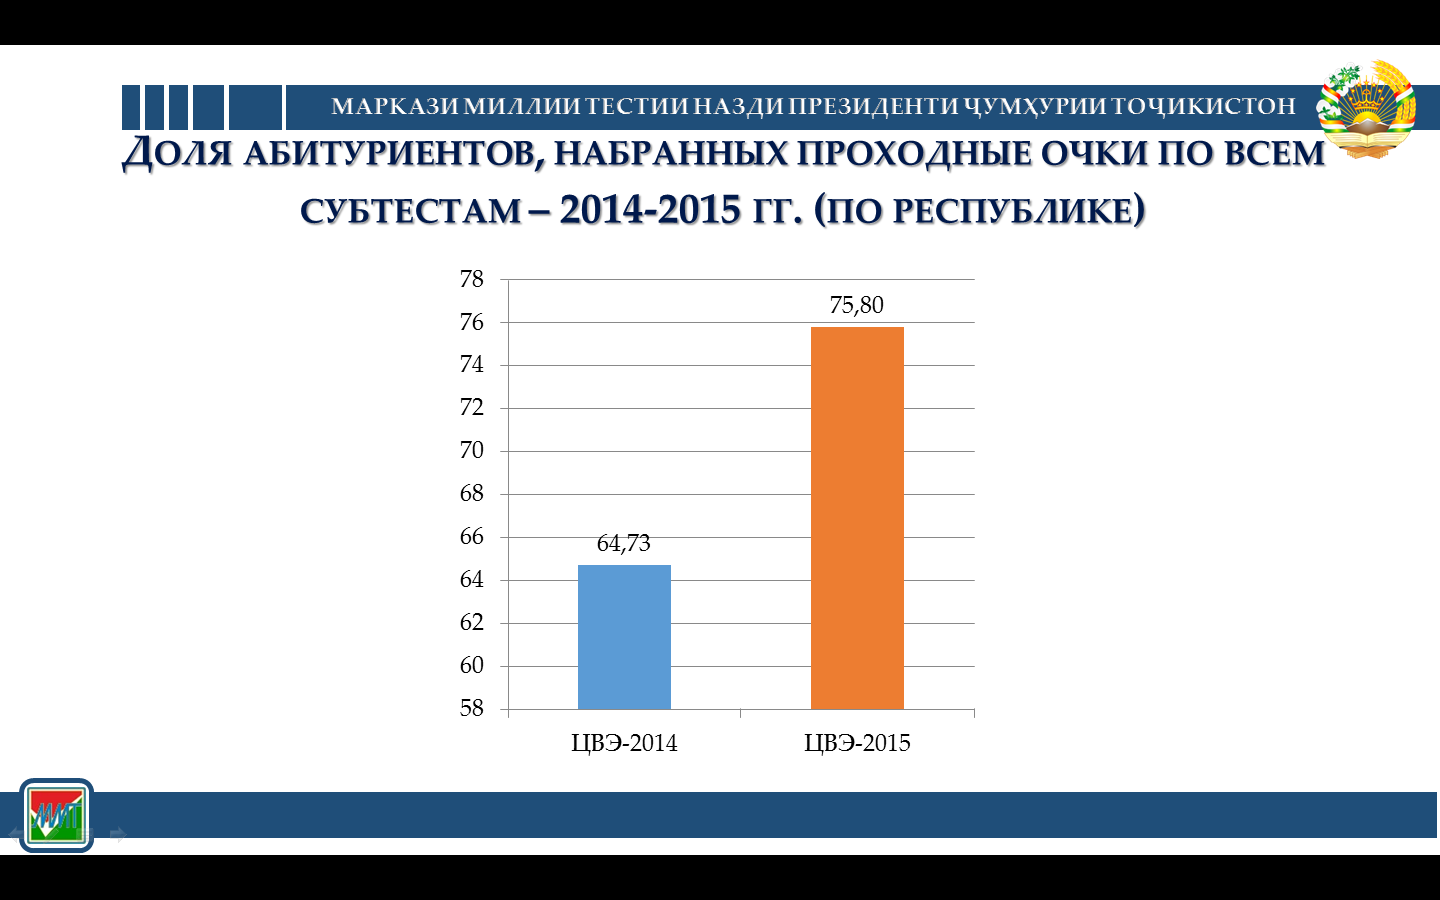 МАРКАЗИ МИЛЛИИ ТЕСТИИ НАЗДИ ПРЕЗИДЕНТИ ҶУМҲУРИИ ТОҶИКИСТОН
ДОЛЯ АБИТУРИЕНТОВ, НАБРАННЫХ ПРОХОДНЫЕ ОЧКИ ПО ВСЕМ
СУБТЕСТАМ – 2014-2015 ГГ. (ПО РЕСПУБЛИКЕ)
78
76
74
72
70
68
66
64
62
60
58
64,73
75,80
ЦВЭ-2014
ЦВЭ-2015
ММТ